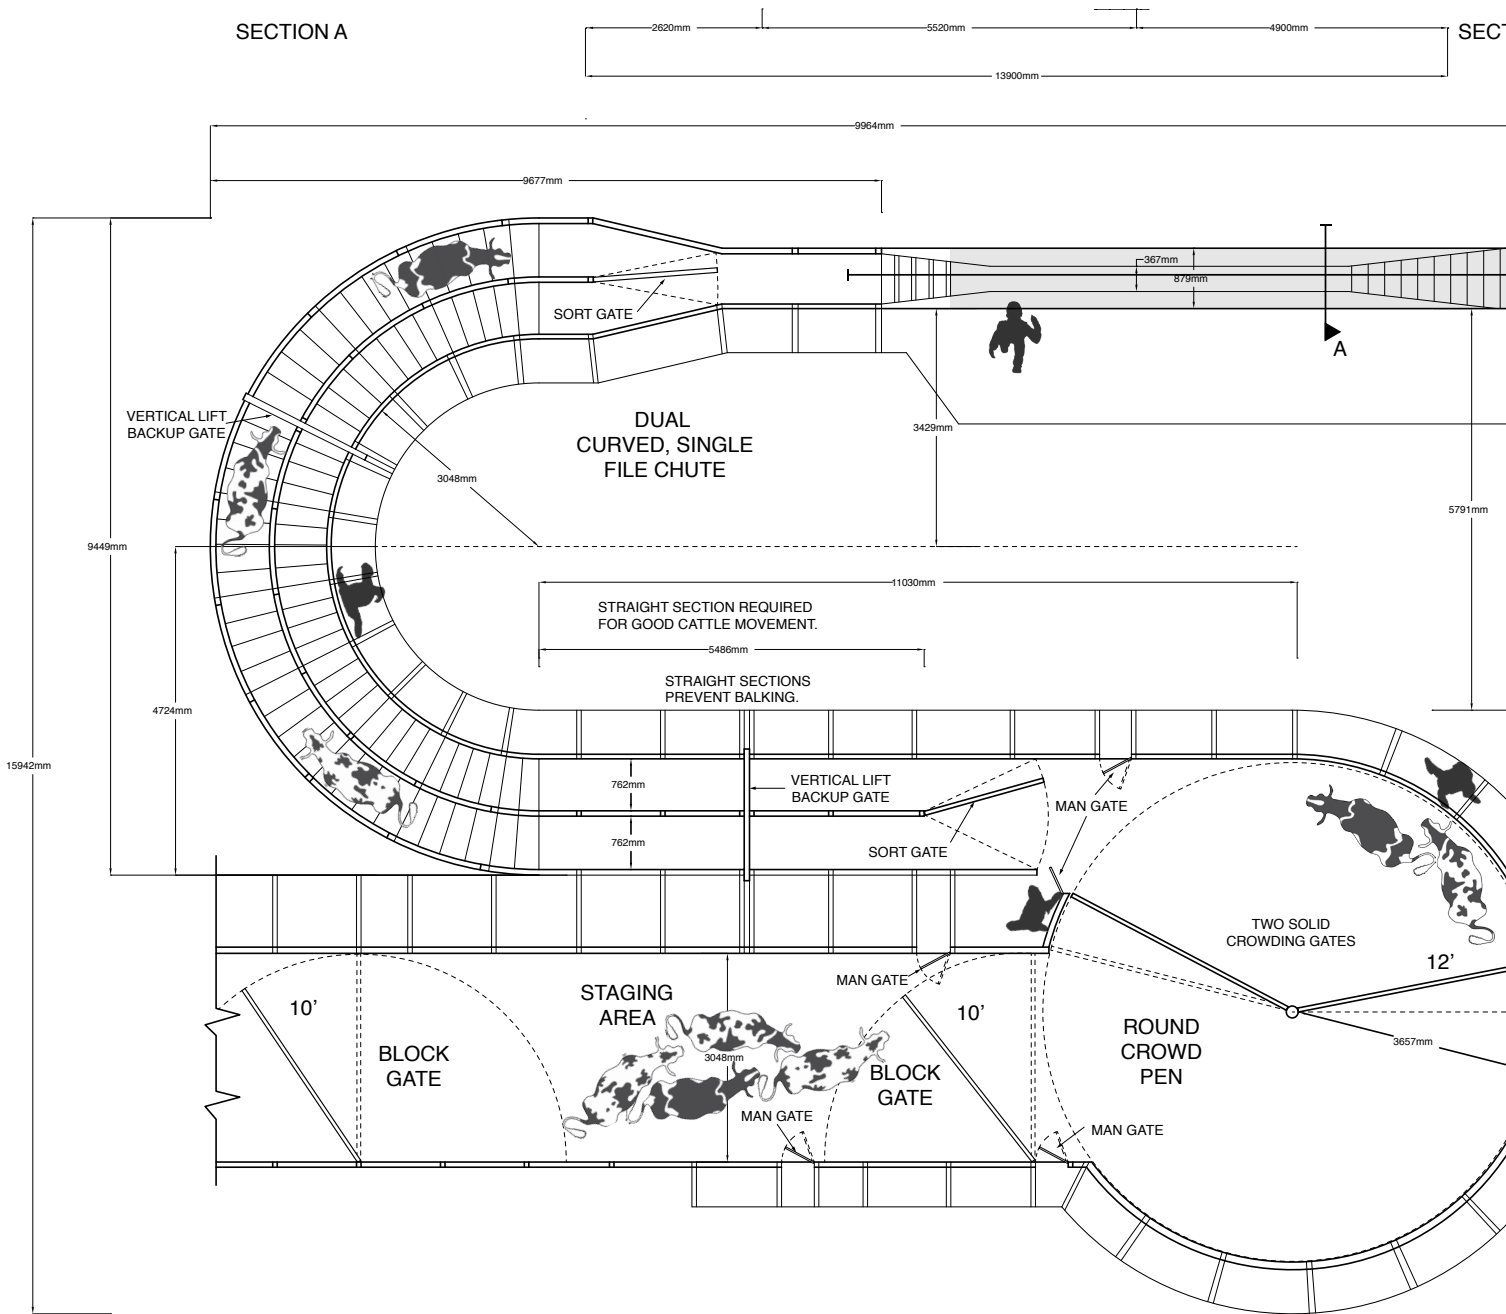 SECTION A
2620mm
5520mm
4900mm
SECT
13900mm
9964mm
9677mm
367mm
879mm
SORT GATE
A
VERTICAL LIFT
BACKUP GATE
DUAL
CURVED, SINGLE
FILE CHUTE
3429mm
3048mm
5791mm
9449mm
11030mm
STRAIGHT SECTION REQUIRED
FOR GOOD CATTLE MOVEMENT.
5486mm
STRAIGHT SECTIONS
PREVENT BALKING.
4724mm
15942mm
762mm
VERTICAL LIFT
BACKUP GATE
MAN GATE
762mm
SORT GATE
TWO SOLID
CROWDING GATES
12'
MAN GATE
10'
STAGING
AREA
10'
ROUND
CROWD
PEN
3657mm
BLOCK
GATE
3048mm
BLOCK
GATE
MAN GATE
MAN GATE